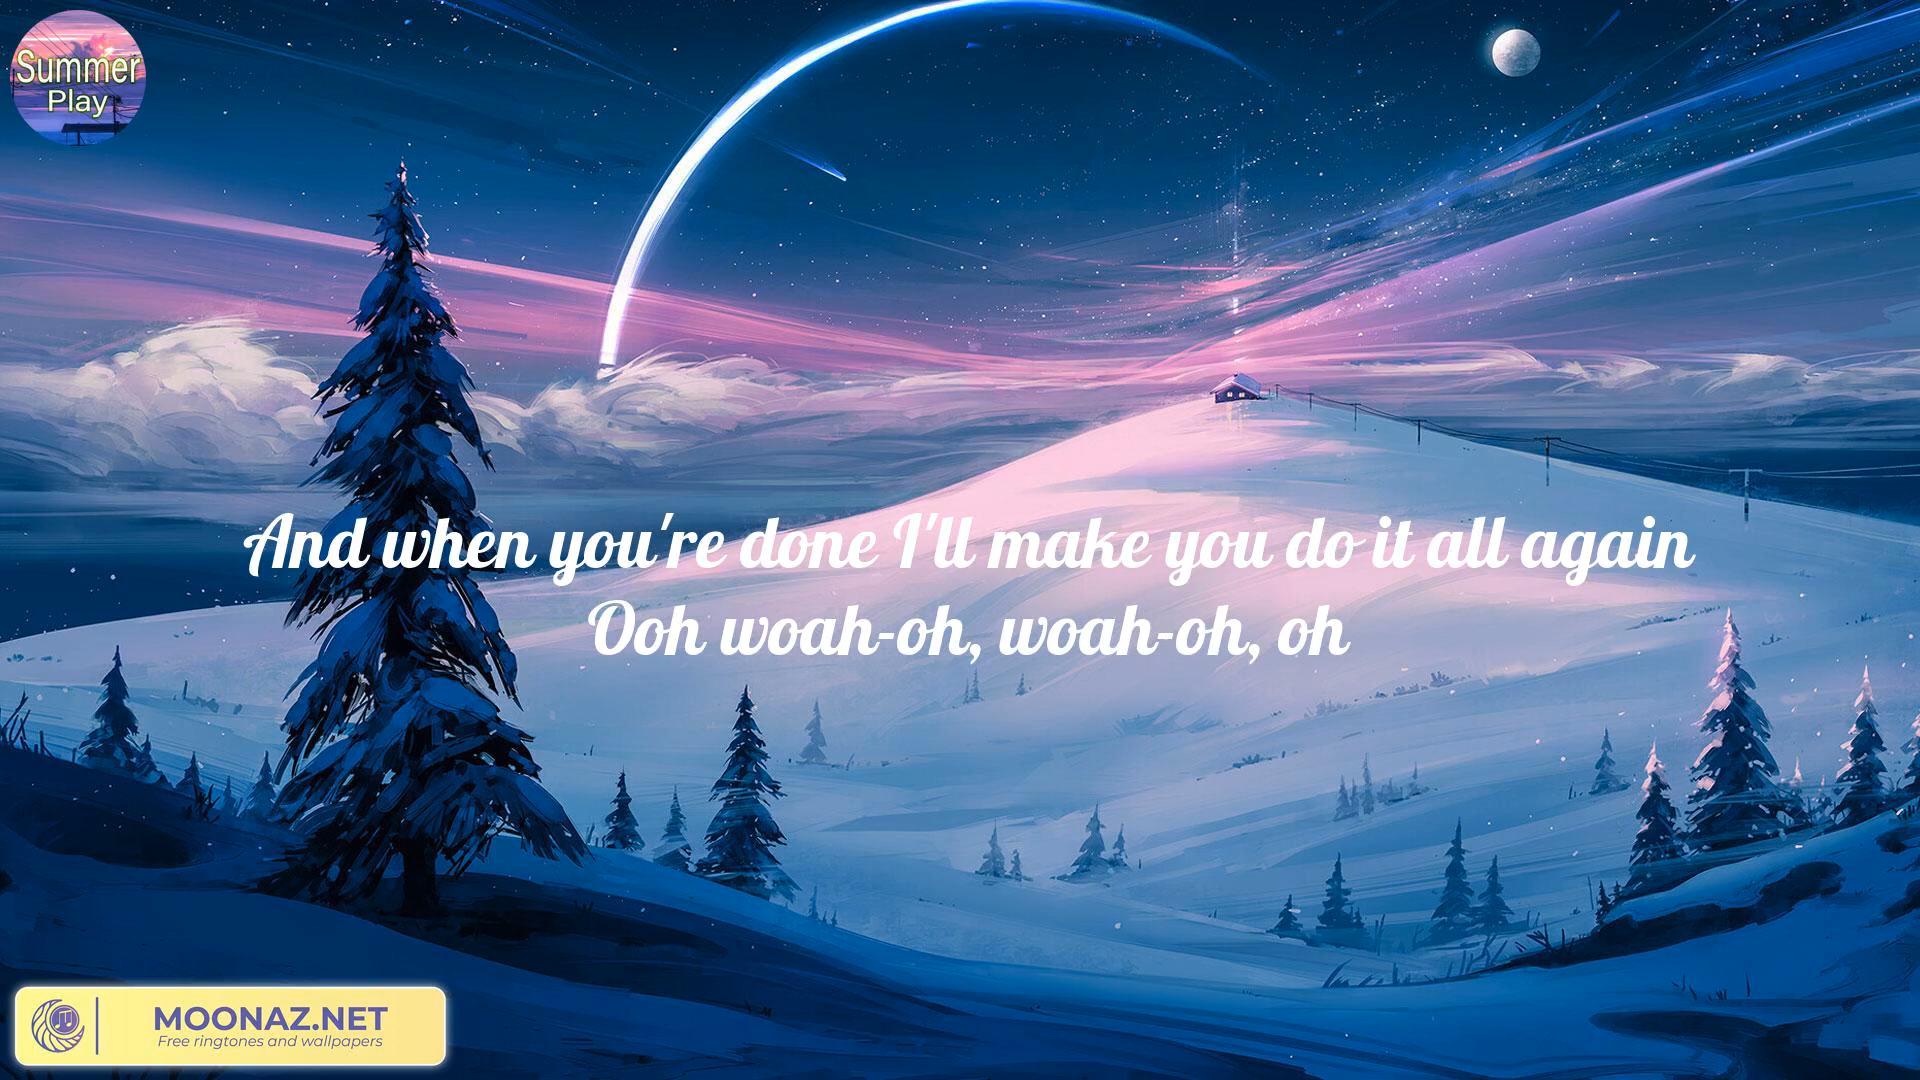 Summer
Play
And when you're done I'll make you do it all again
Ooh woah-oh, woah-oh, oh
MOONAZ.NET
Free ringtones and wallpapers